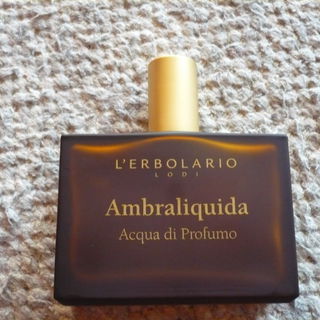 L'ERBOLARIO
LODI
Ambraliquida
Acqua di Profumo